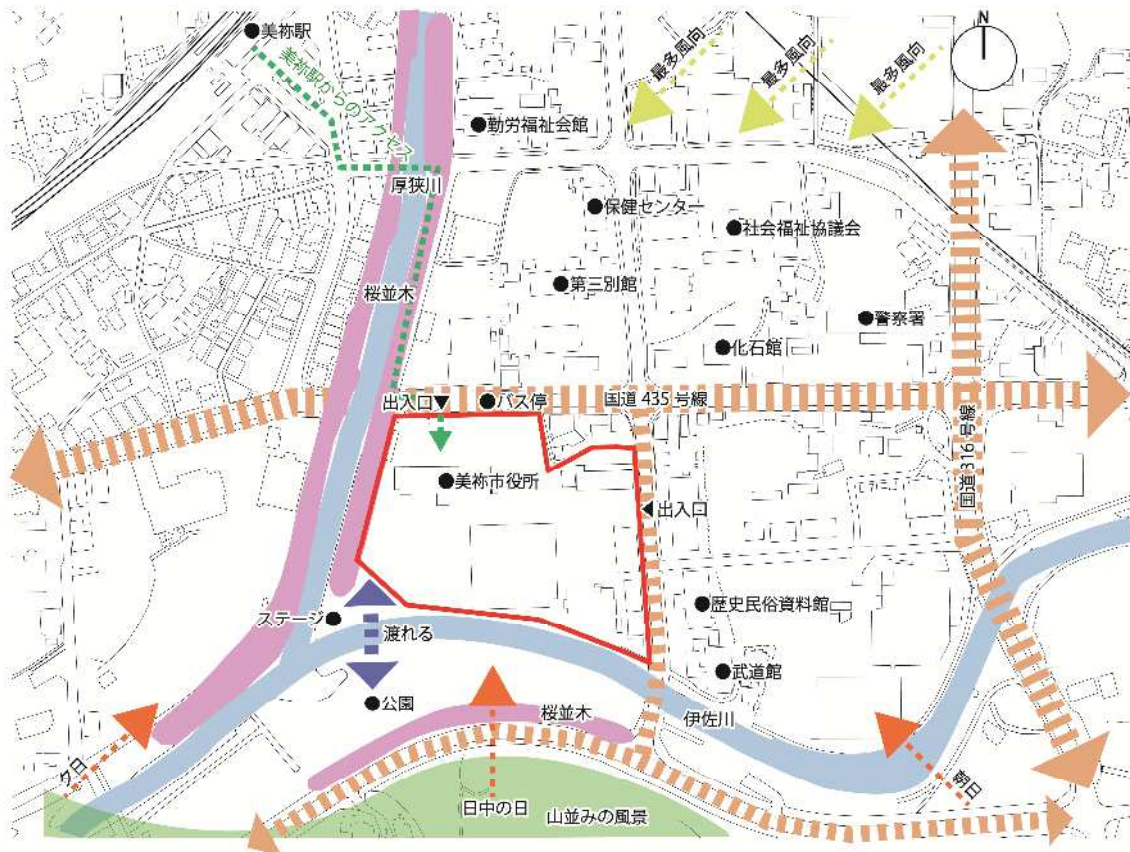 美祢駅
N
最多風向
最多風向
最多風向
美祢駅からのアクセス
勤労福祉会館
厚狭川
保健センター
社会福祉協議会
第三別館
桜並木
警察署
化石館
出入口
バス停
国道 435 号線
国道 316 号線
美祢市役所
出入口
ステージ
渡れる
歴史民俗資料館
公園
武道館
桜並木
伊佐川
夕日
朝日
日中の日
山並みの風景